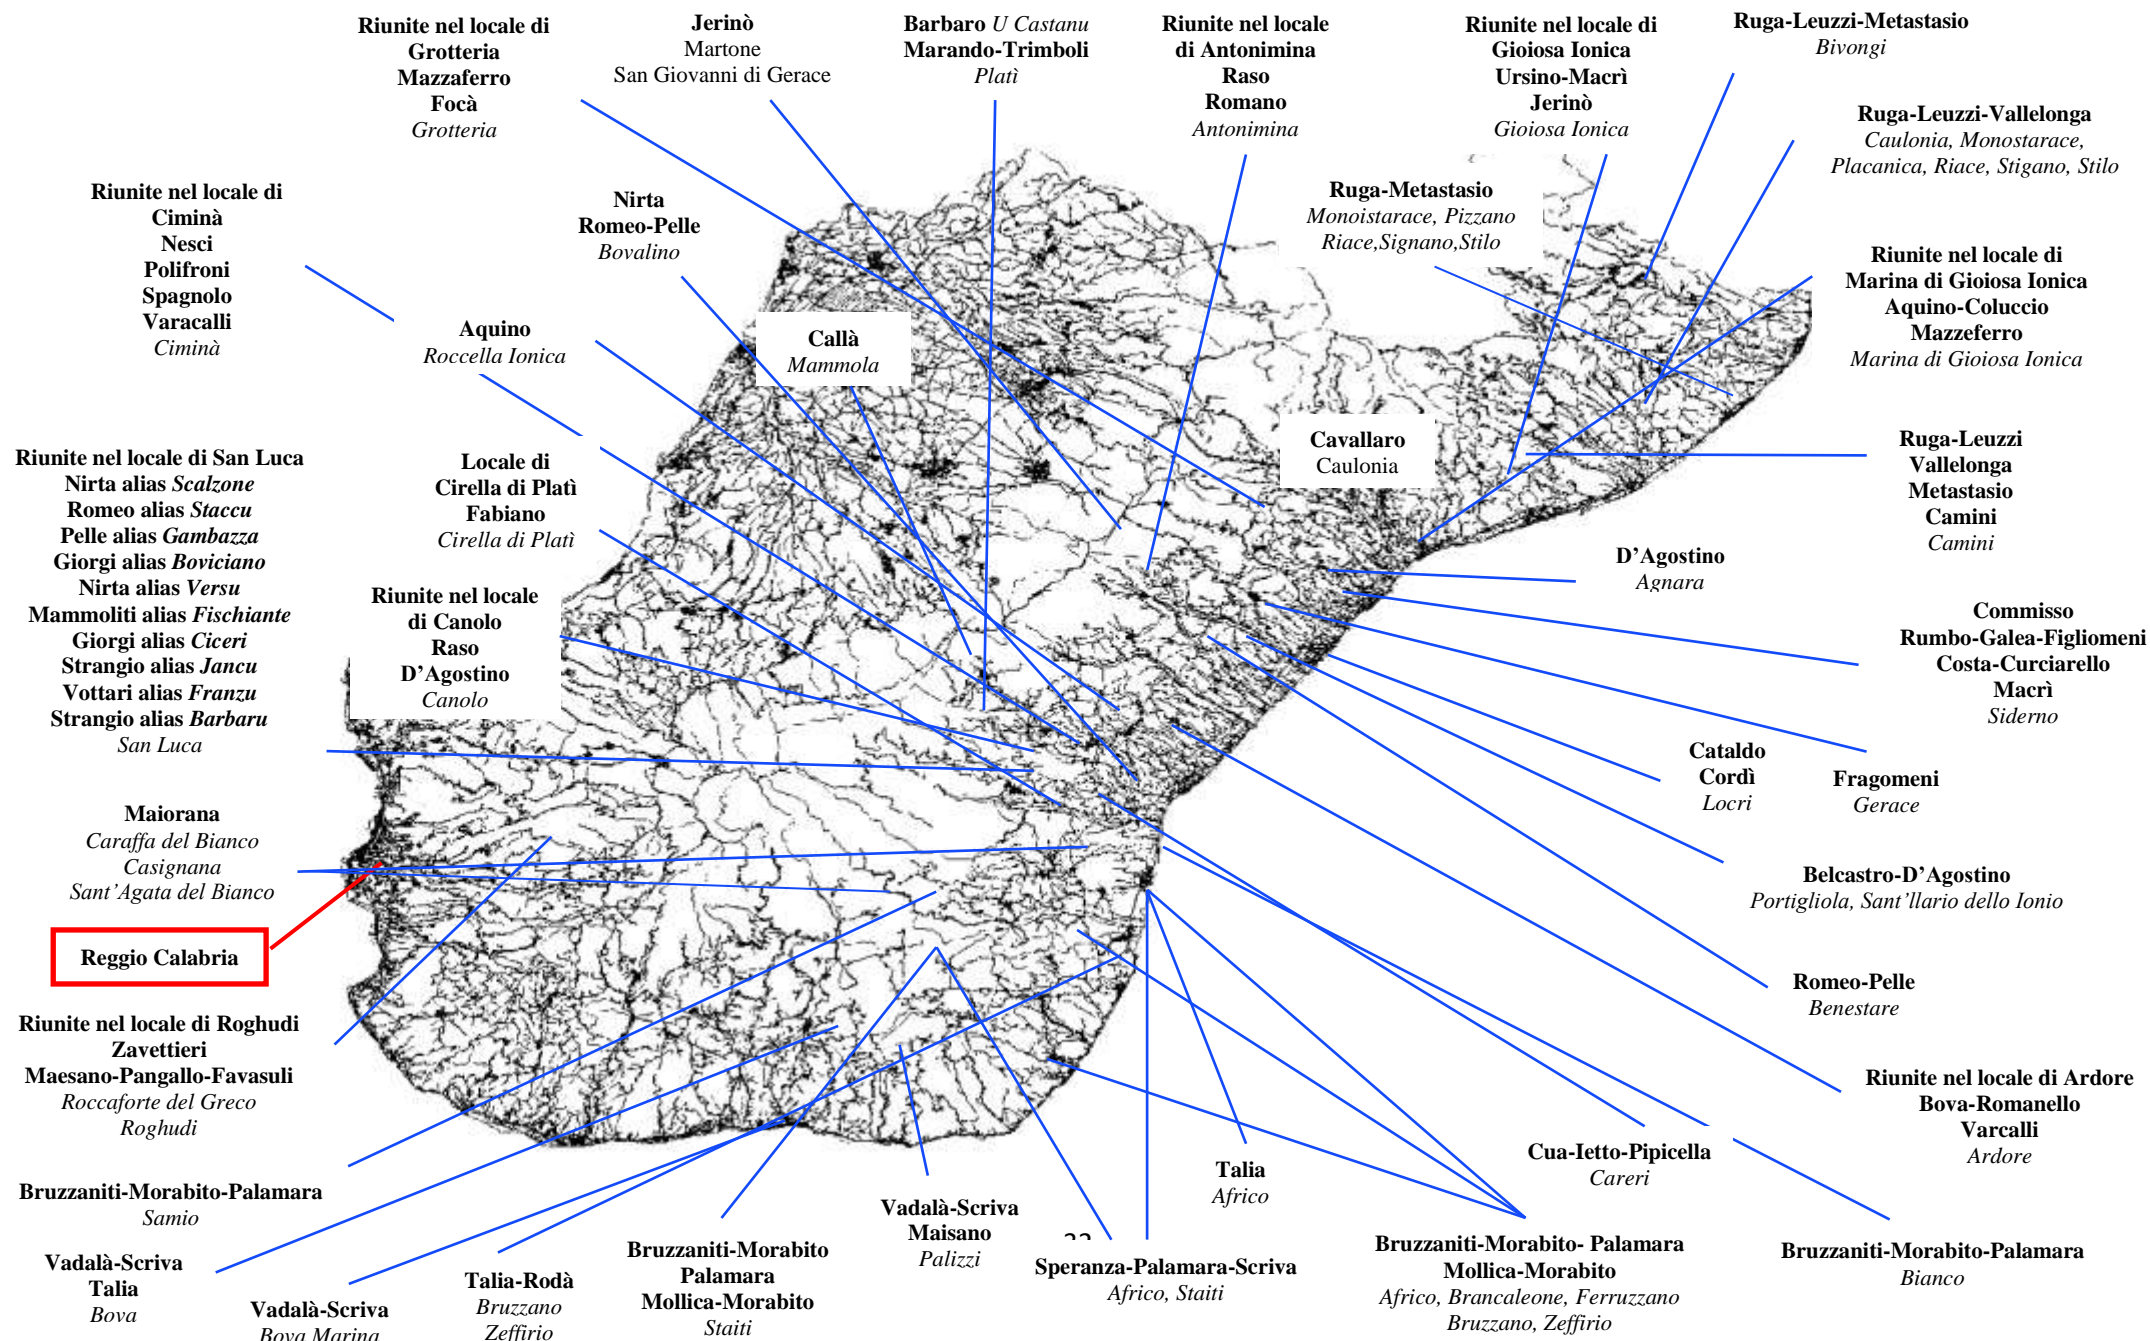 Riunite nel locale di
Grotteria
Mazzaferro
Focà
Grotteria
Jerinò
Martone
San Giovanni di Gerace
Barbaro U Castanu
Marando-Trimboli
Platì
Riunite nel locale
di Antonimina
Raso
Romano
Antonimina
Riunite nel locale di
Gioiosa Ionica
Ursino-Macrì
Jerinò
Gioiosa Ionica
Ruga-Leuzzi-Metastasio
Bivongi
Ruga-Leuzzi-Vallelonga
Caulonia, Monostarace,
Placanica, Riace, Stigano, Stilo
Riunite nel locale di
Ciminà
Nesci
Polifroni
Spagnolo
Varacalli
Ciminà
Nirta
Romeo-Pelle
Bovalino
Ruga-Metastasio
Monoistarace, Pizzano
Riace,Signano,Stilo
Riunite nel locale di
Marina di Gioiosa Ionica
Aquino-Coluccio
Mazzeferro
Marina di Gioiosa Ionica
Aquino
Roccella Ionica
Callà
Mammola
Cavallaro
Caulonia
Ruga-Leuzzi
Vallelonga
Metastasio
Camini
Camini
Riunite nel locale di San Luca
Nirta alias Scalzone
Romeo alias Staccu
Pelle alias Gambazza
Giorgi alias Boviciano
Nirta alias Versu
Mammoliti alias Fischiante
Giorgi alias Ciceri
Strangio alias Jancu
Vottari alias Franzu
Strangio alias Barbaru
San Luca
Locale di
Cirella di Platì
Fabiano
Cirella di Platì
Riunite nel locale
di Canolo
Raso
D'Agostino
Canolo
D'Agostino
Agnara
Commisso
Rumbo-Galea-Figliomeni
Costa-Curciarello
Macrì
Siderno
Cataldo
Cordì
Locri
Fragomeni
Gerace
Maiorana
Caraffa del Bianco
Casignana
Sant'Agata del Bianco
Belcastro-D'Agostino
Portigliola, Sant'llario dello Ionio
Reggio Calabria
Romeo-Pelle
Benestare
Riunite nel locale di Roghudi
Zavettieri
Maesano-Pangallo-Favasuli
Roccaforte del Greco
Roghudi
Riunite nel locale di Ardore
Bova-Romanello
Varcalli
Ardore
Cua-Ietto-Pipicella
Careri
Talia
Africo
Bruzzaniti-Morabito-Palamara
Samio
Vadalà-Scriva
Maisano
Palizzi
Vadalà-Scriva
Talia
Bova
Vadalà-Scriva
Bova Marina
Talia-Rodà
Bruzzano
Zeffirio
Bruzzaniti-Morabito
Palamara
Mollica-Morabito
Staiti
Speranza-Palamara-Scriva
Africo, Staiti
Bruzzaniti-Morabito- Palamara
Mollica-Morabito
Africo, Brancaleone, Ferruzzano
Bruzzano, Zeffirio
Bruzzaniti-Morabito-Palamara
Bianco